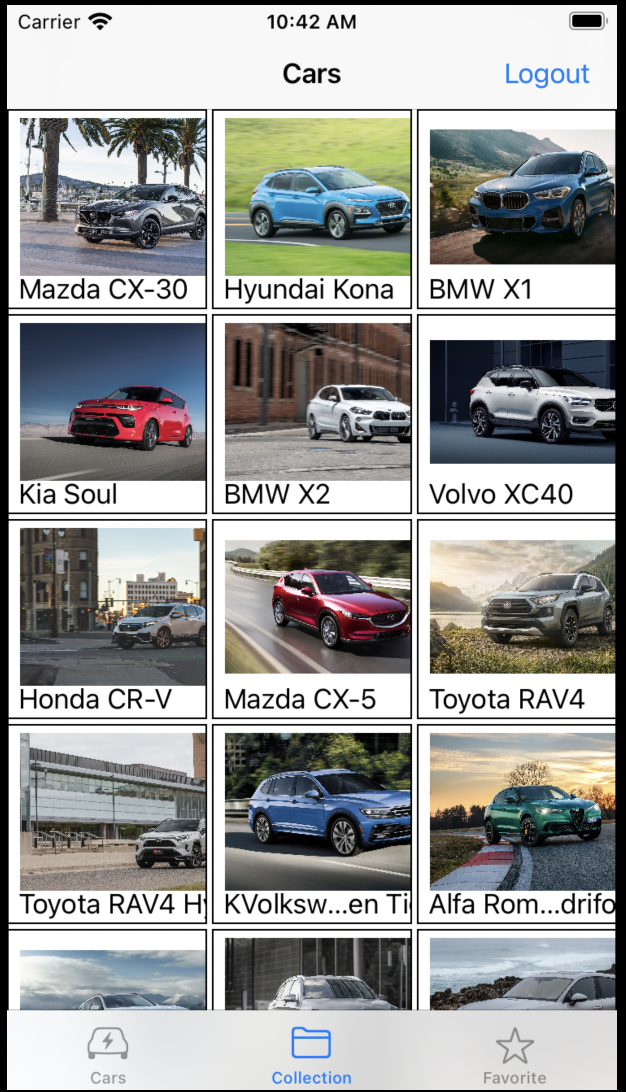 Carrier 10:42 AM
Cars Logout
Mazda CX-30 Hyundai Kona BMW X1
Kia Soul BMW X2 Volvo XC40
Honda CR-V Mazda CX-5 Toyota RAV4
Toyota RAV4 Hy KVolksw...en Ti Alfa Rom...drifo
Cars Collection Favorite